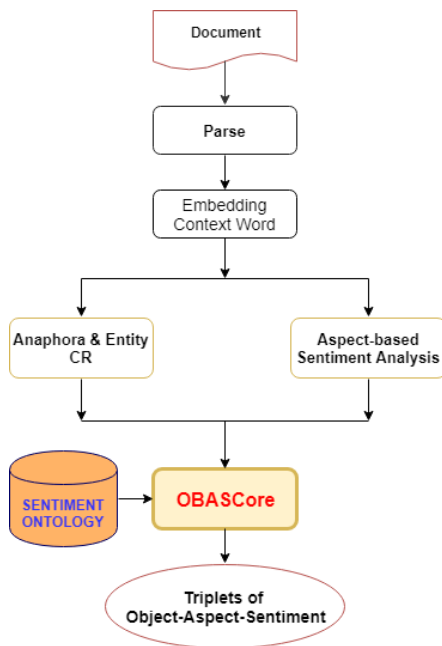 Document
Parse
Embedding
Context Word
Anaphora & Entity
CR
Aspect-based
Sentiment Analysis
SENTIMENT
ONTOLOGY
OBASCore
Triplets of
Object-Aspect-Sentiment